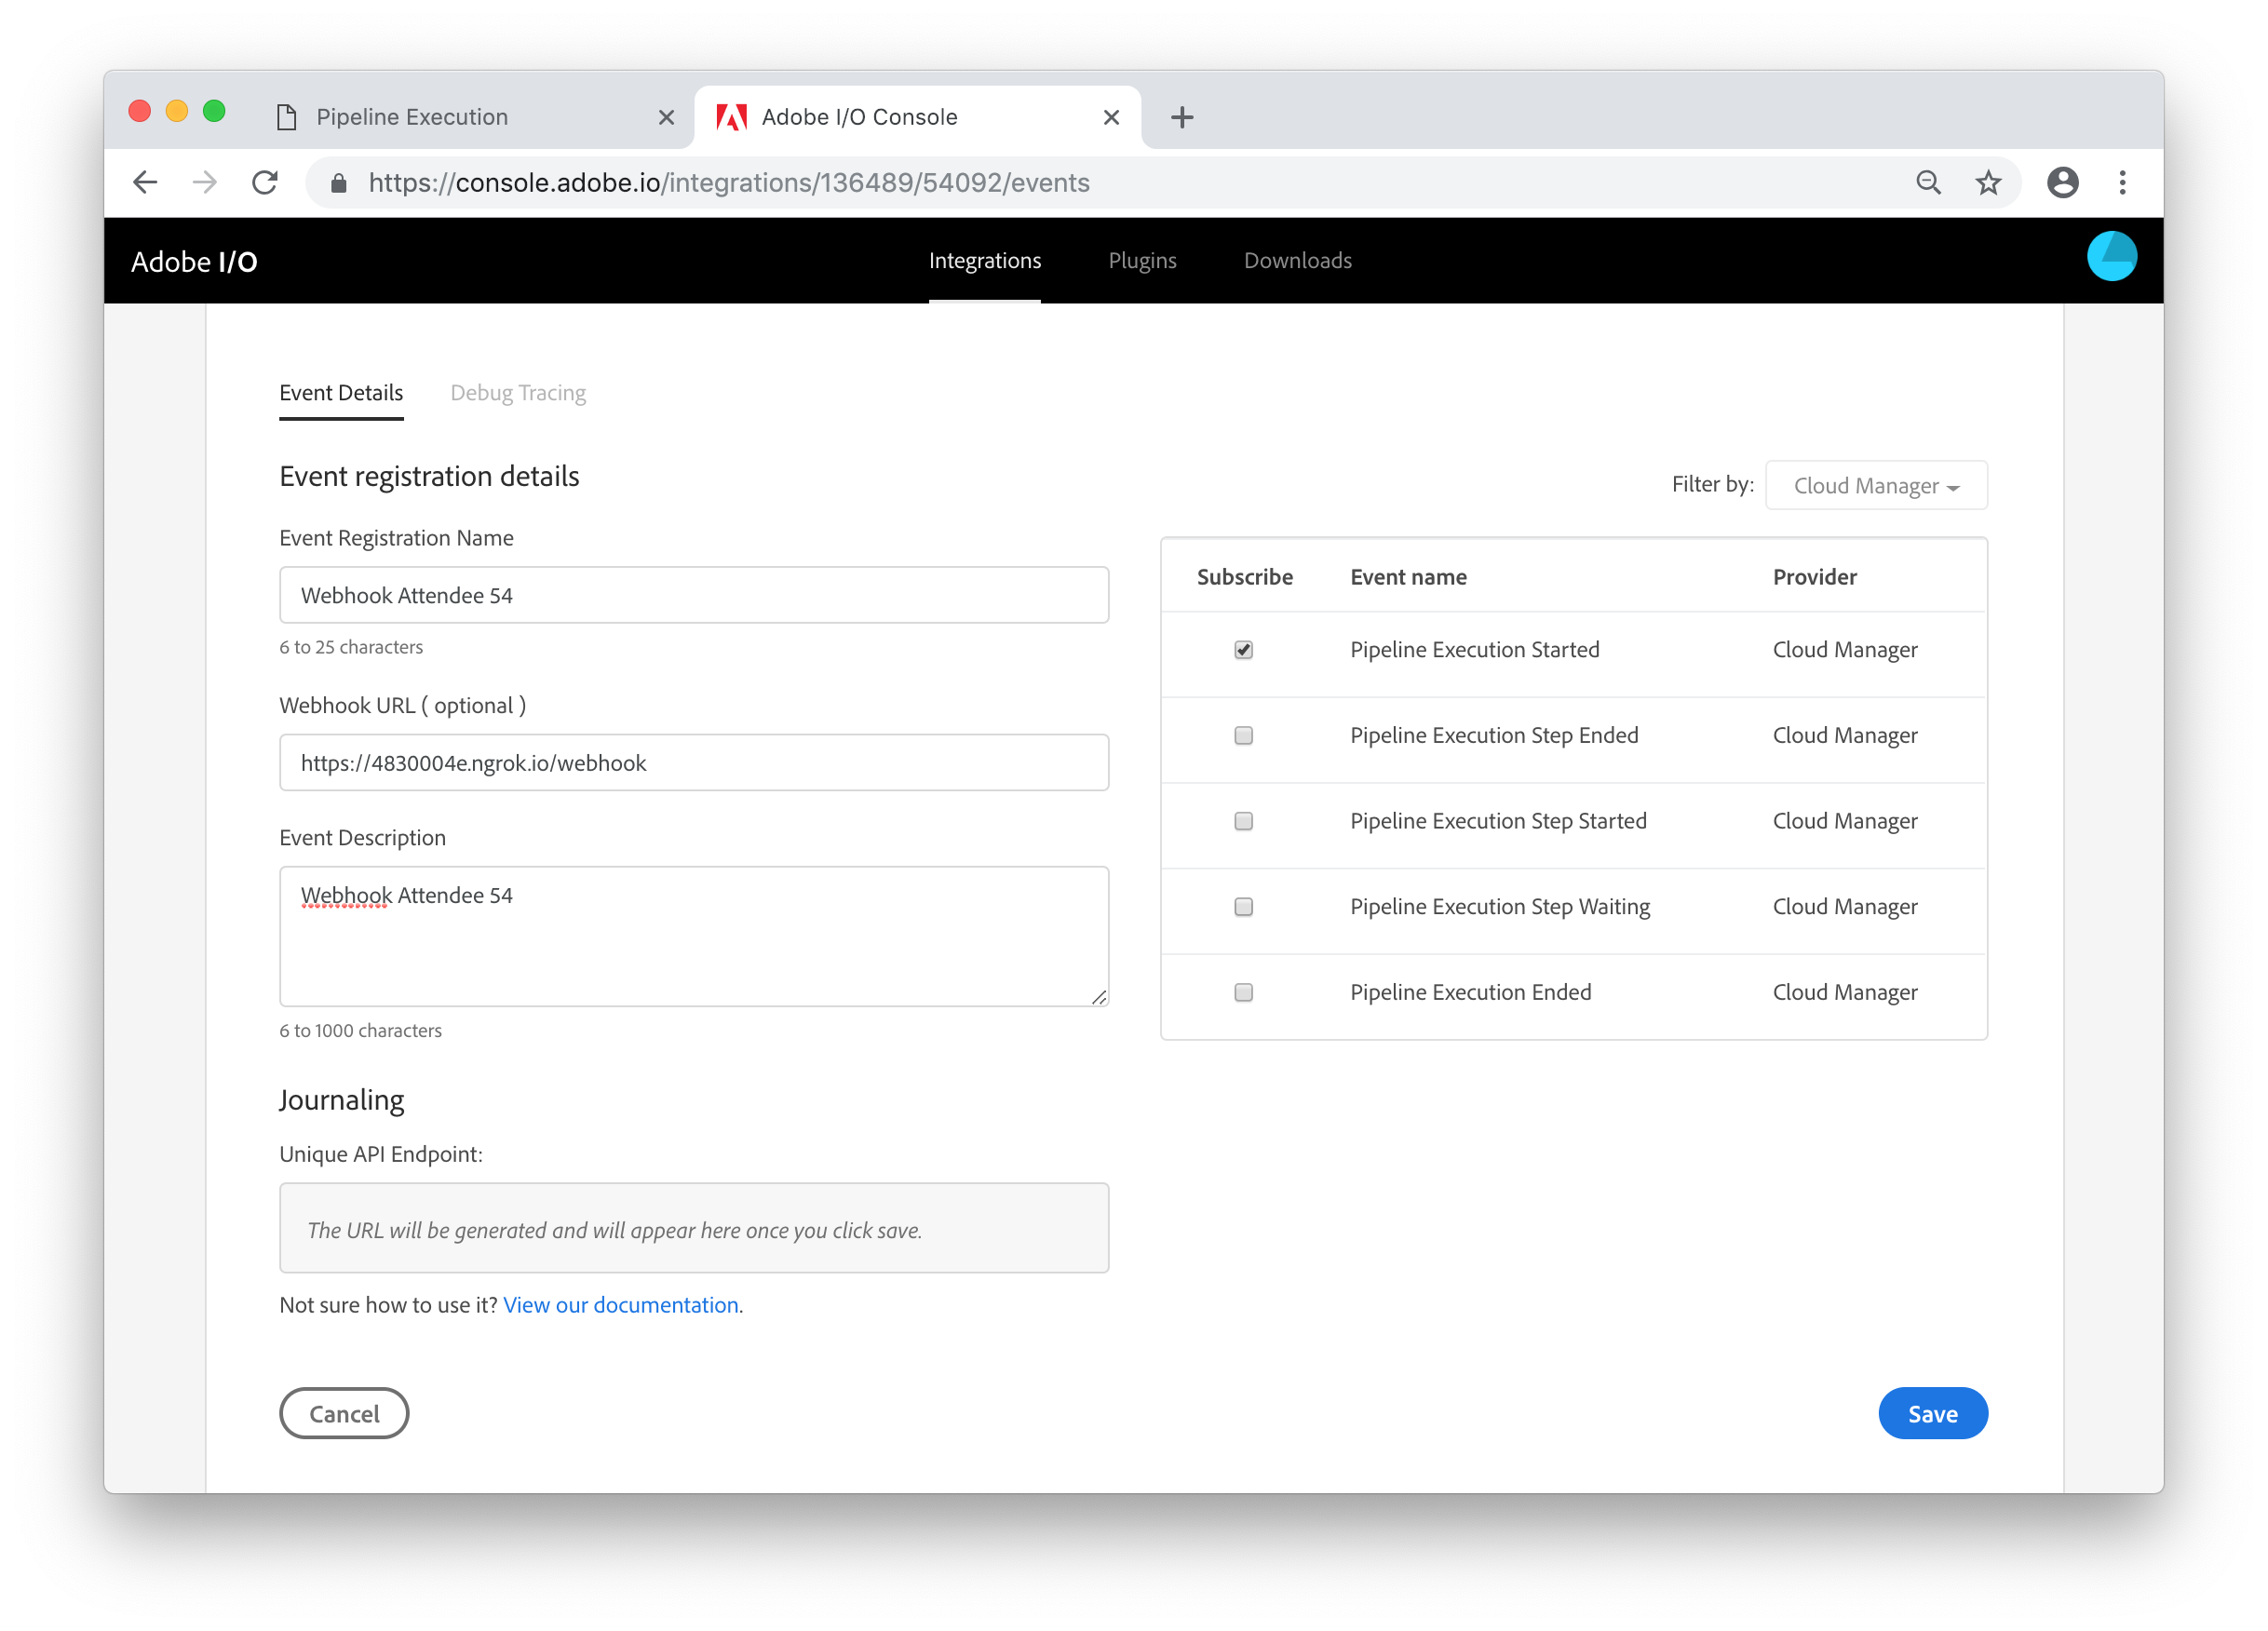 Pipeline Execution
Adobe I/O Console
https://console.adobe.io/integrations/136489/54092/events
Adobe I/O
Integrations
Plugins
Downloads
Event Details
Debug Tracing
Event registration details
Filter by:
Cloud Manager
Event Registration Name
Webhook Attendee 54
6 to 25 characters
Webhook URL ( optional )
https://4830004e.ngrok.io/webhook
Event Description
Webhook Attendee 54
6 to 1000 characters
Subscribe Event name Provider
Pipeline Execution Started Cloud Manager
Pipeline Execution Step Ended Cloud Manager
Pipeline Execution Step Started Cloud Manager
Pipeline Execution Step Waiting Cloud Manager
Pipeline Execution Ended Cloud Manager
Journaling
Unique API Endpoint:
The URL will be generated and will appear here once you click save.
Not sure how to use it? View our documentation.
Cancel
Save